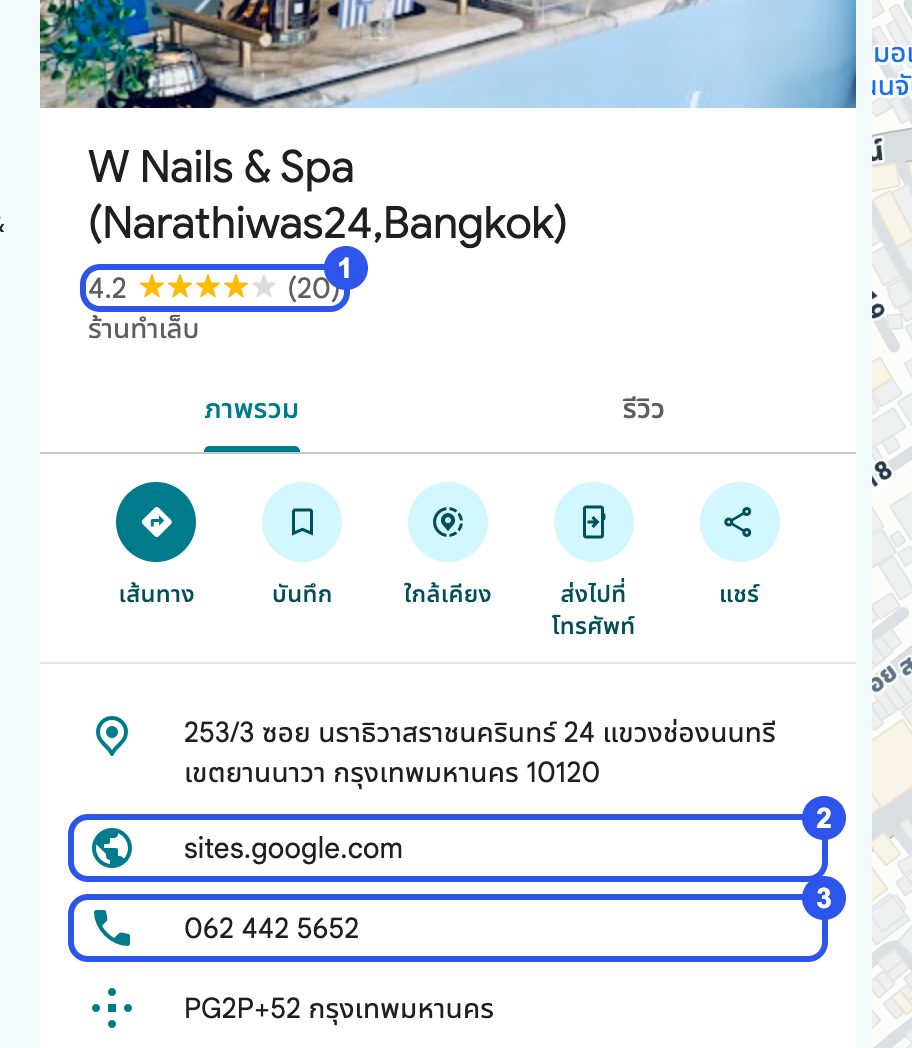 W Nails & Spa
(Narathiwas24,Bangkok)
1
4.2 (20)
ร้านทำเล็บ
ภาพรวม รีวิว
เส้นทาง บันทึก ใกล้เคียง ส่งไปที่ แชร์
โทรศัพท์
253/3 ซอย นราธิวาสราชนครินทร์ 24 แขวงช่องนนทรี
เขตยานนาวา กรุงเทพมหานคร 10120
2
sites.google.com
3
062 442 5652
PG2P+52 กรุงเทพมหานคร